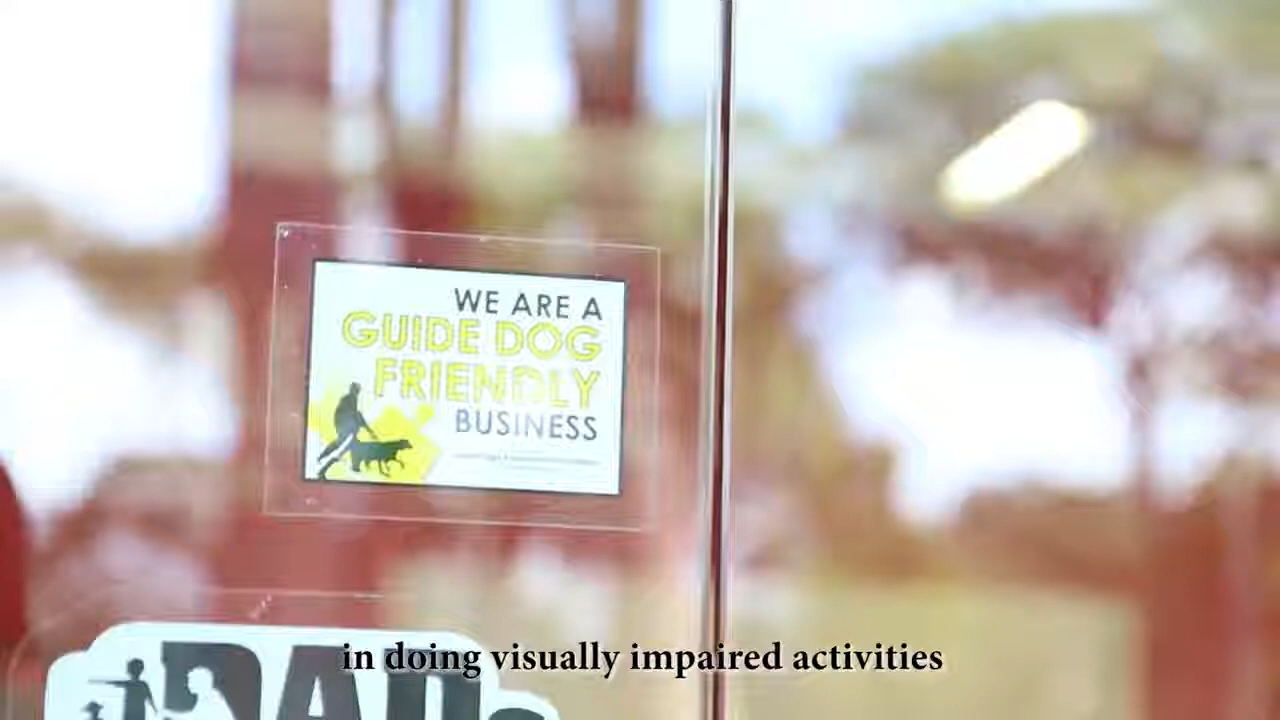 WE ARE A
GUIDE DOG
FRIENDLY
BUSINESS
in doing visually impaired activities